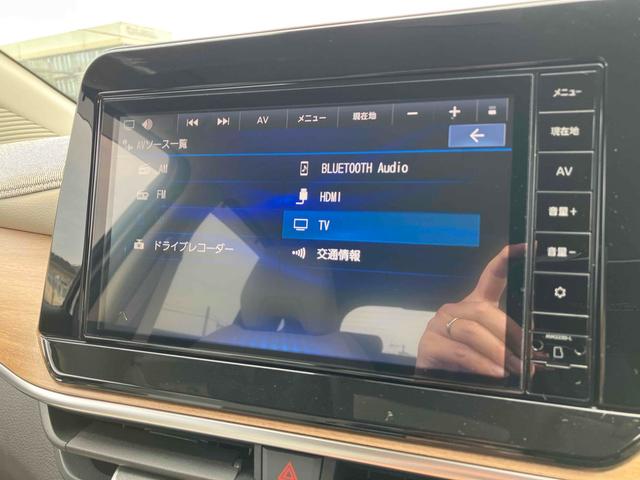 AV メニュー 現在地 − +
AVソース一覧
AM
BLUETOOTH Audio
FM
HDMI
TV
ドライブレコーダー
交通情報
メニュー
現在地
AV
音量+
音量−